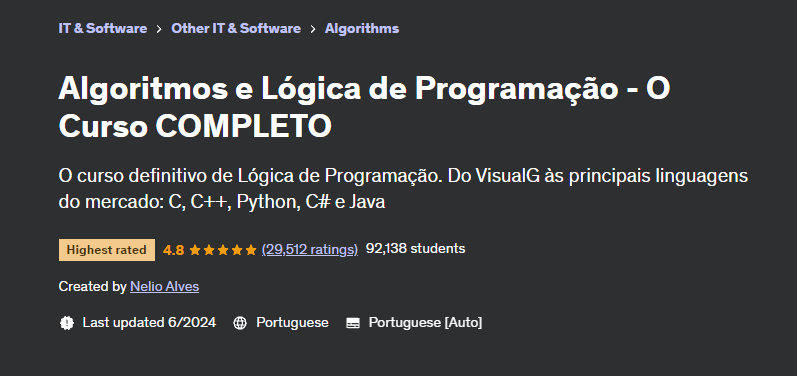 IT & Software > Other IT & Software > Algorithms
Algoritmos e Lógica de Programação - O
Curso COMPLETO
O curso definitivo de Lógica de Programação. Do VisualG às principais linguagens
do mercado: C, C++, Python, C# e Java
Highest rated 4.8 (29,512 ratings) 92,138 students
Created by Nelio Alves
Last updated 6/2024 Portuguese Portuguese [Auto]